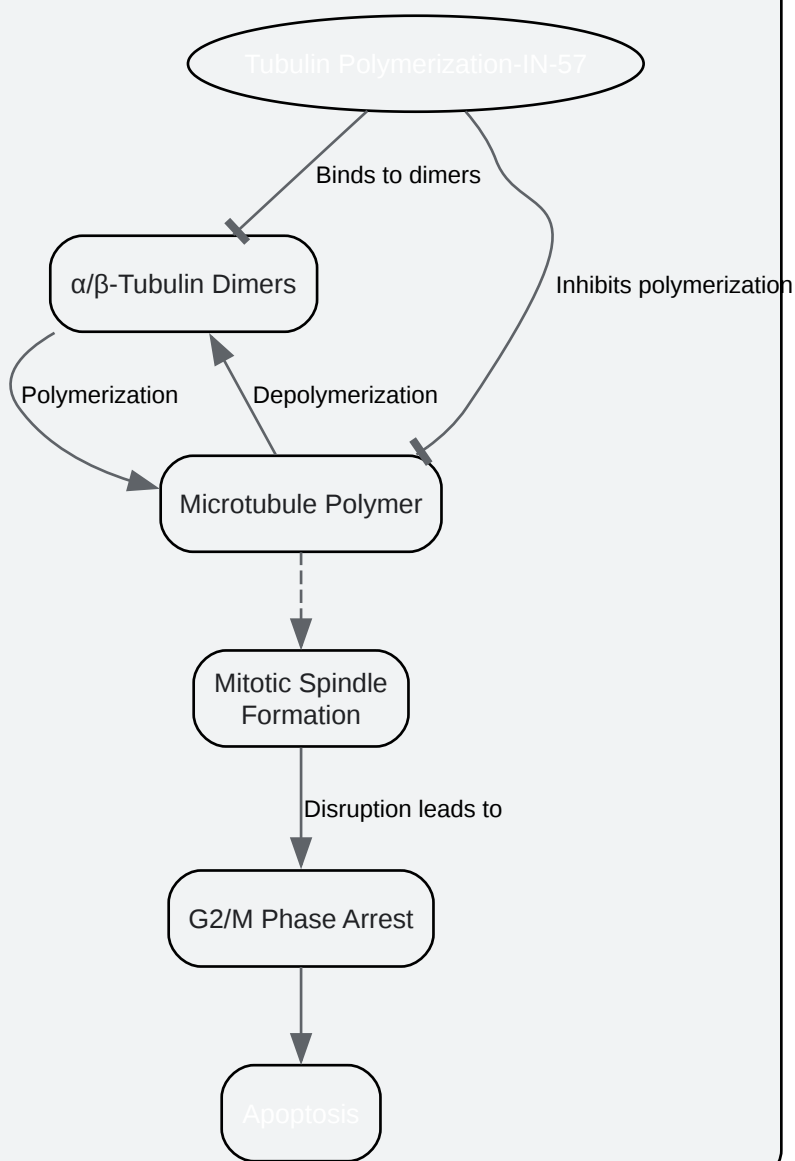 Tubulin Polymerization-IN-57
Binds to dimers
α/β-Tubulin Dimers
Inhibits polymerization
Polymerization
Depolymerization
Microtubule Polymer
Mitotic Spindle
Formation
Disruption leads to
G2/M Phase Arrest
Apoptosis